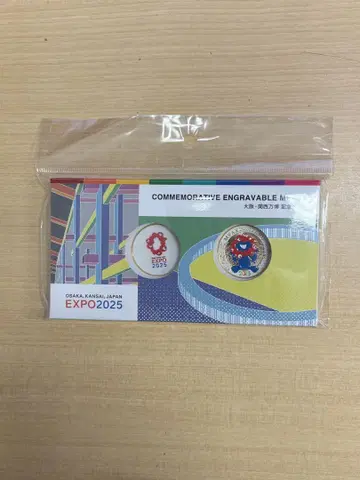 COMMEMORATIVE ENGRAVABLE M
大阪・関西万博 記念
EXPO
2025
OSAKA, KANSAI, JAPAN
EXPO2025